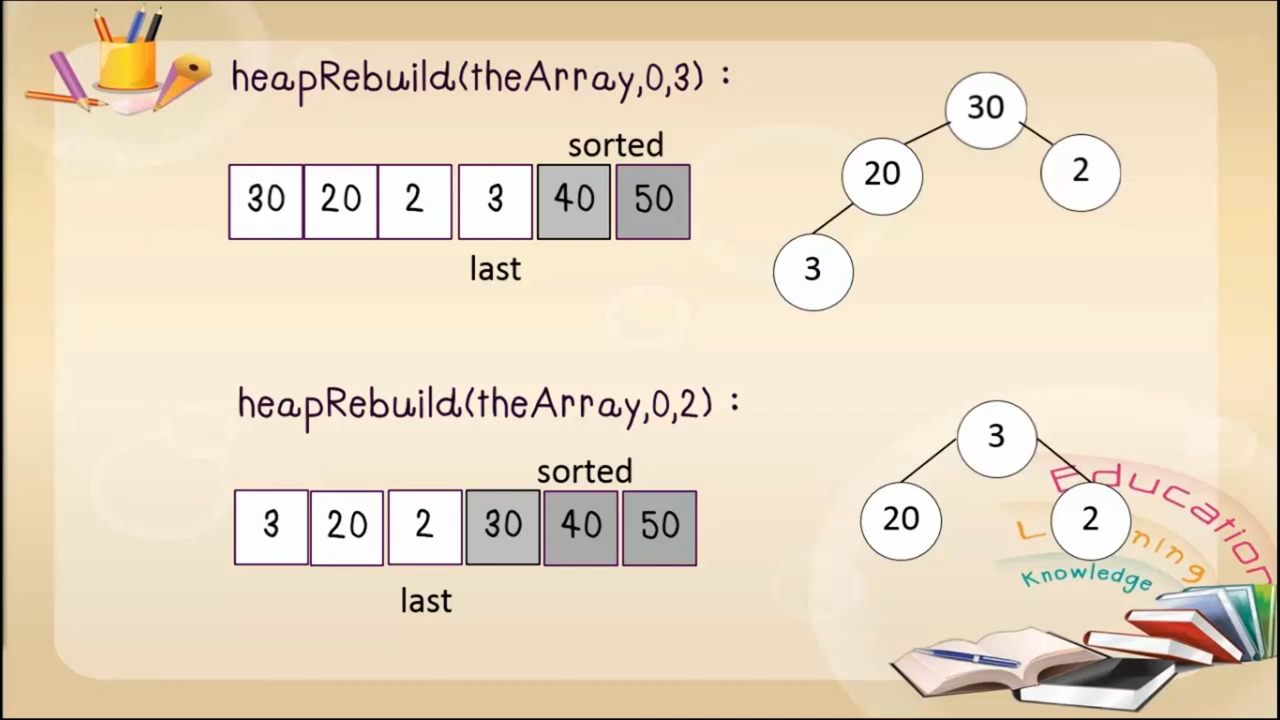 heapRebuild(theArray,0,3) :
sorted
30 20 2 3 40 50
last
30
20 2
3
heapRebuild(theArray,0,2) :
sorted
3 20 2 30 40 50
last
3
20 2
Education
Knowledge